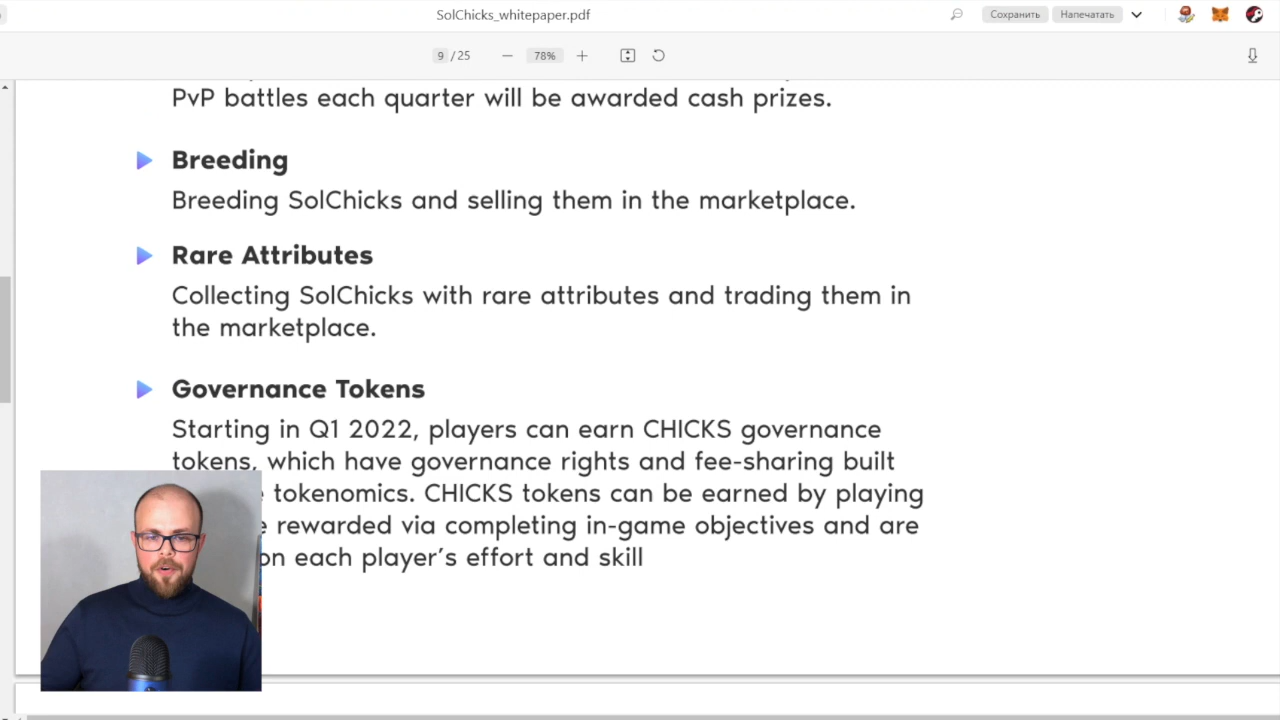 SolChicks_whitepaper.pdf
Сохранить
Напечатать
9 / 25
78%
PvP battles each quarter will be awarded cash prizes.
Breeding
Breeding SolChicks and selling them in the marketplace.
Rare Attributes
Collecting SolChicks with rare attributes and trading them in
the marketplace.
Governance Tokens
Starting in Q1 2022, players can earn CHICKS governance
tokens, which have governance rights and fee-sharing built
tokenomics. CHICKS tokens can be earned by playing
rewarded via completing in-game objectives and are
on each player’s effort and skill